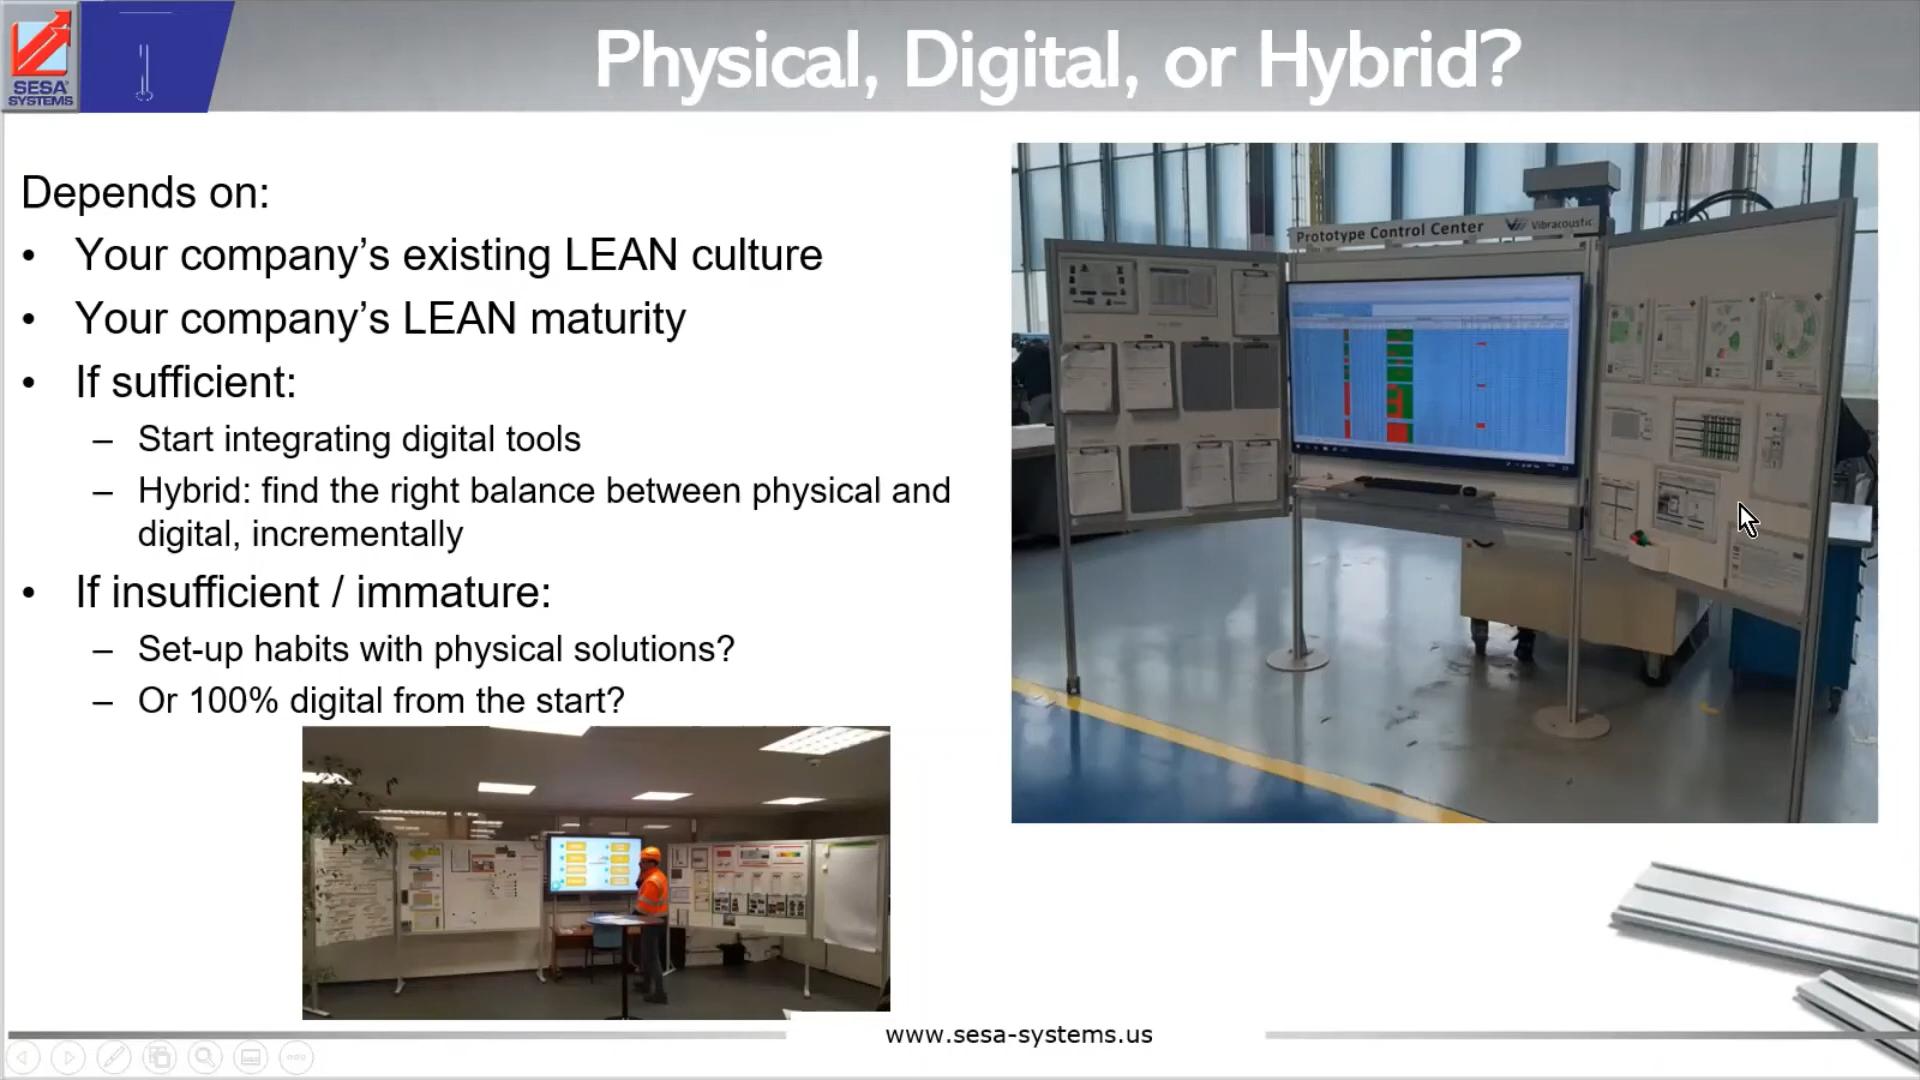 SESA
SYSTEMS
Physical, Digital, or Hybrid?
Depends on:
• Your company’s existing LEAN culture
• Your company’s LEAN maturity
• If sufficient:
– Start integrating digital tools
– Hybrid: find the right balance between physical and
digital, incrementally
• If insufficient / immature:
– Set-up habits with physical solutions?
– Or 100% digital from the start?
Prototype Control Center Vibracoustic
www.sesa-systems.us